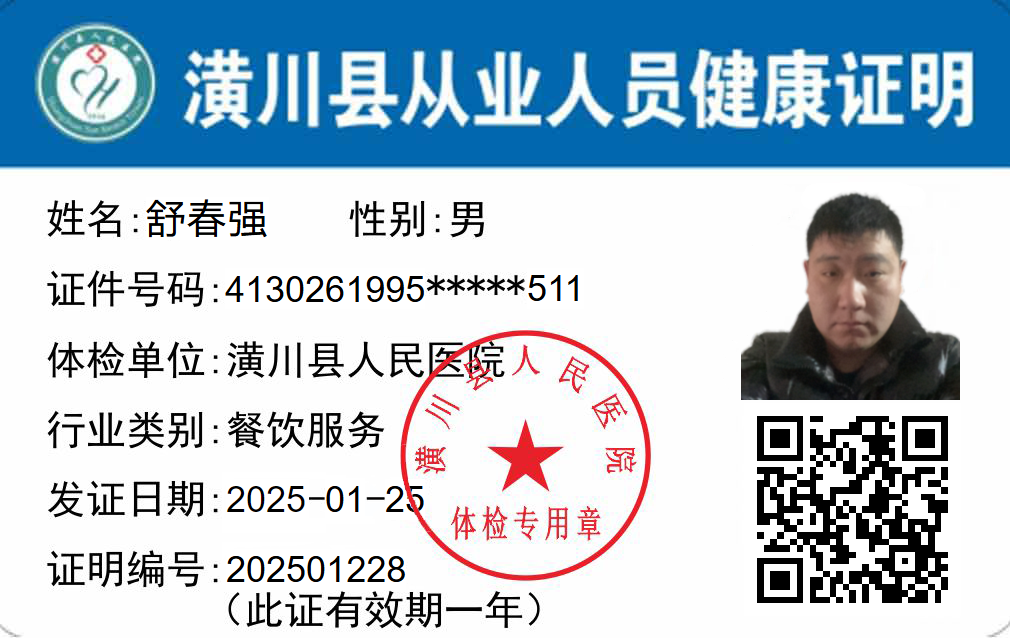 潢川县从业人员健康证明
姓名:舒春强 性别:男
证件号码:4130261995*****511
体检单位:潢川县人民医院
行业类别:餐饮服务
发证日期:2025-01-25
证明编号:202501228
(此证有效期一年)
潢川县人民医院
体检专用章